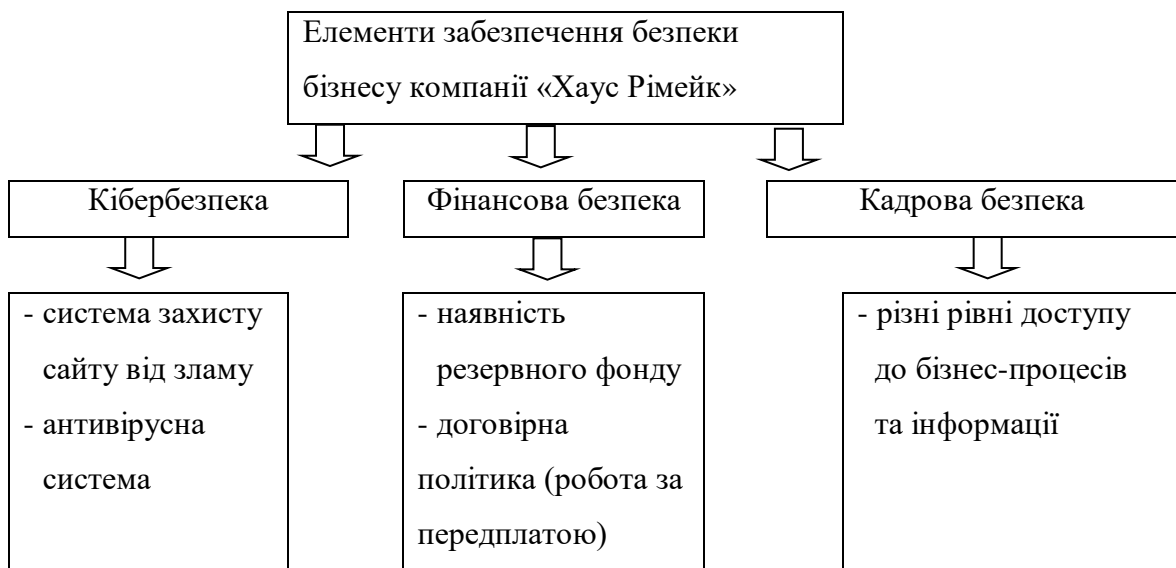 Елементи забезпечення безпеки
бізнесу компанії «Хаус Рімейк»
Кібербезпека
Фінансова безпека
Кадрова безпека
- система захисту
сайту від зламу
- антивірусна
система
- наявність
резервного фонду
- договірна
політика (робота за
передплатою)
- різні рівні доступу
до бізнес-процесів
та інформації